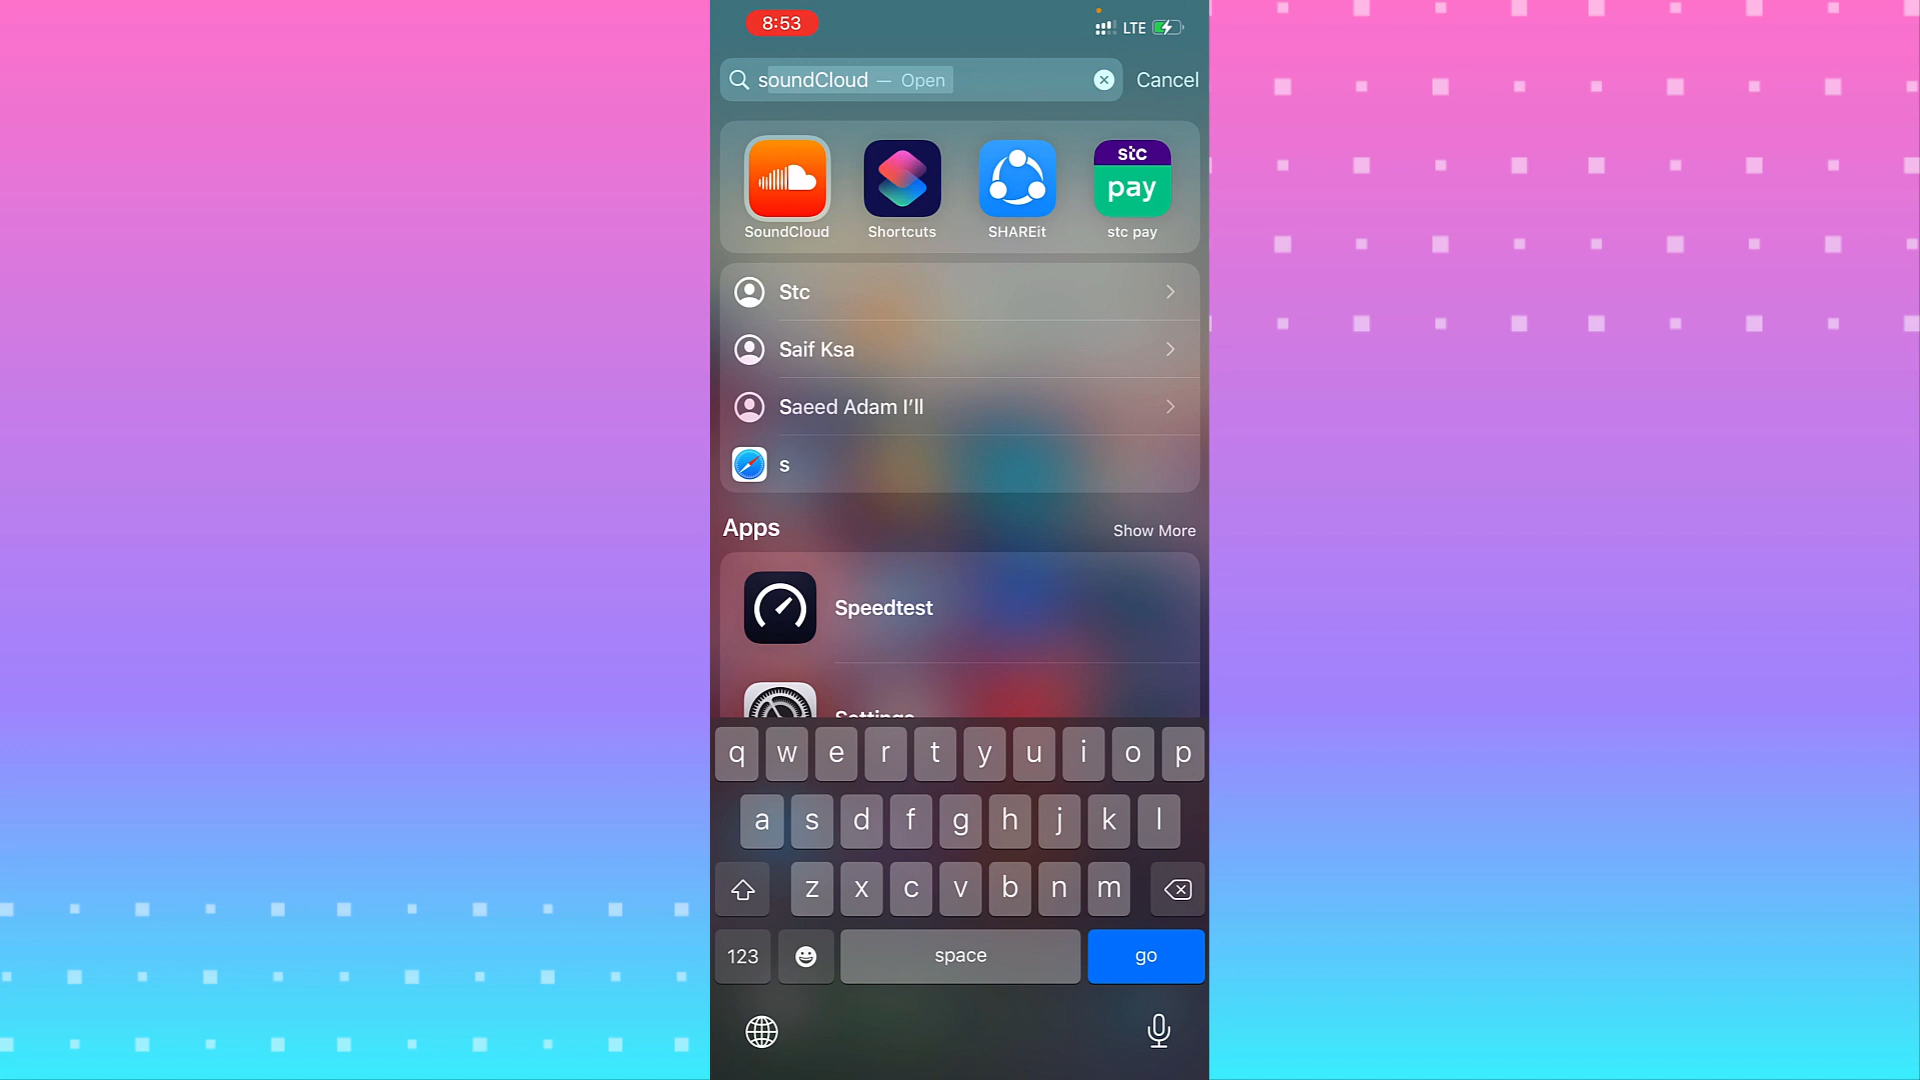 8:53
LTE
soundCloud — Open
Cancel
stc
pay
SoundCloud
Shortcuts
SHAREit
stc pay
Stc
Saif Ksa
Saeed Adam I’ll
s
Apps
Show More
Speedtest
Settings
q w e r t y u i o p
a s d f g h j k l
z x c v b n m
123
space
go